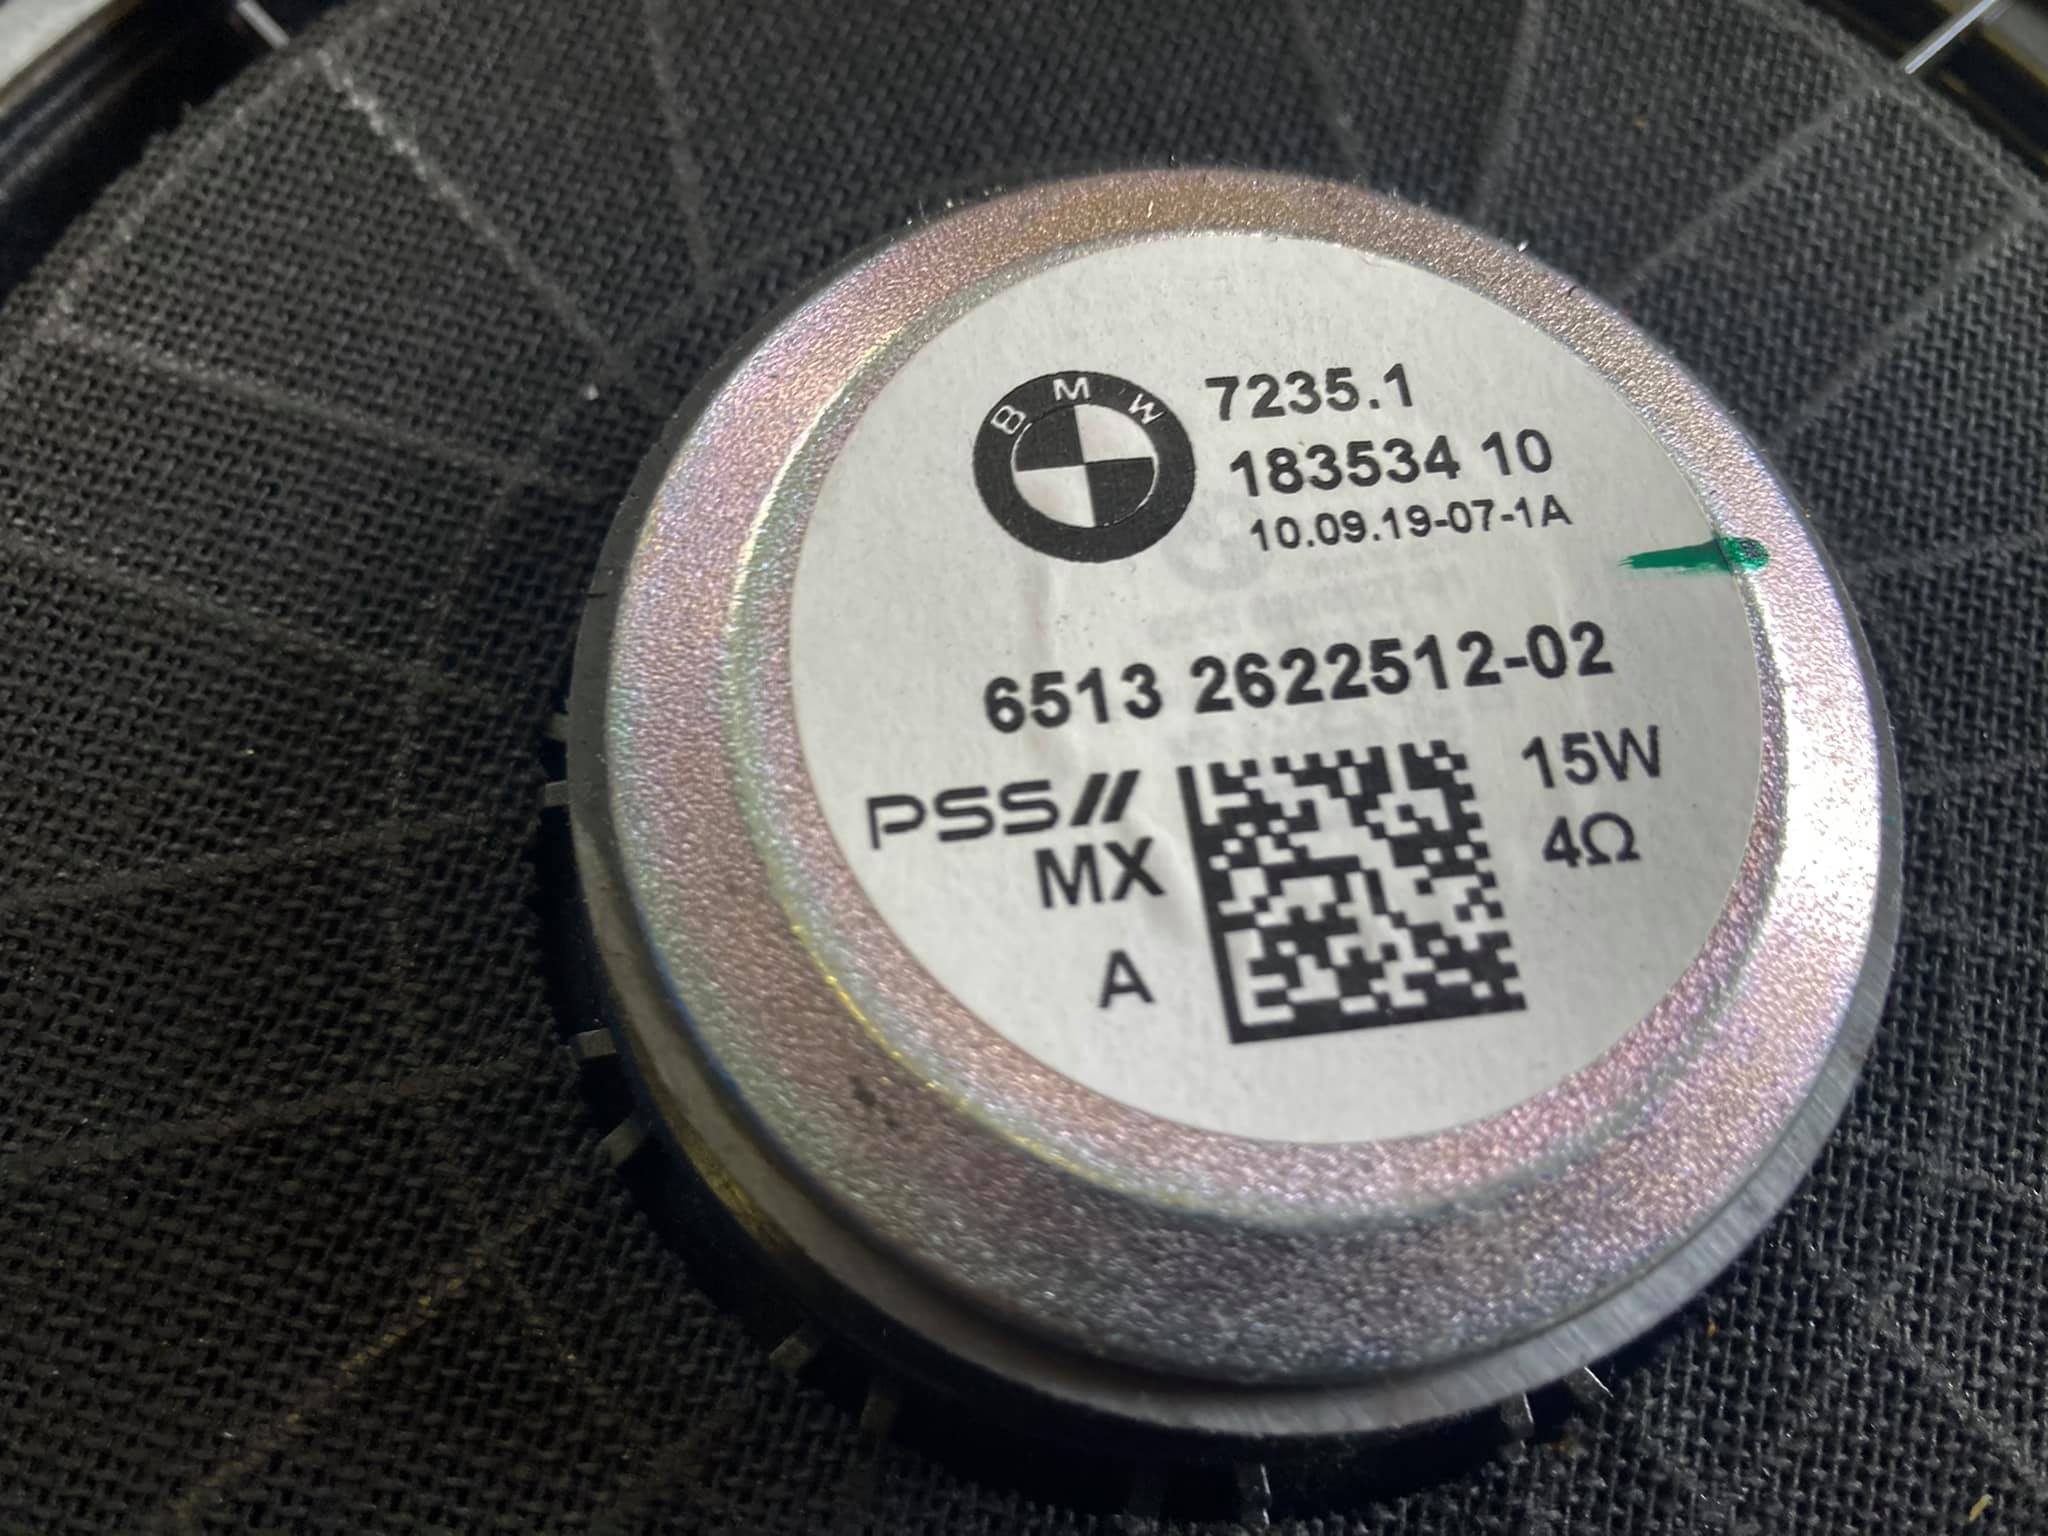 BMW
7235.1
183534 10
10.09.19-07-1A
6513 2622512-02
PSS//
MX
A
15W
4Ω